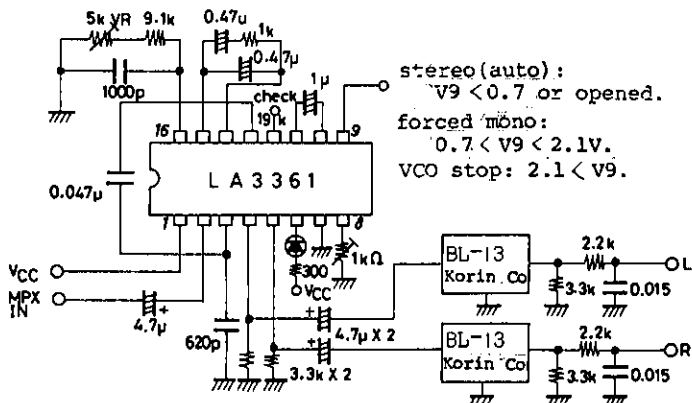 5k VR 9.1k
0.47u
1k
0.47μ
1000p
1μ
check
19k
16
9
stereo(auto):
V9 <0.7 or opened.
forced mono:
0.7< V9 < 2.1V.
VCO stop: 2.1 < V9.
0.047μ
LA3361
1
8
1kΩ
300
VCC
VCC
MPX
IN
4.7μ
+
620p
3.3k X 2
+
4.7μ X 2
+
BL-13
Korin Co
2.2k
L
3.3k
0.015
BL-13
Korin Co
2.2k
R
3.3k
0.015